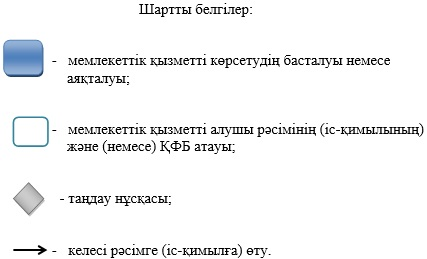 Шартты белгілер:
- мемлекеттік қызметті көрсетудің басталуы немесе
аяқталуы;
- мемлекеттік қызметті алушы рәсімінің (іс-қимылының)
және (немесе) ҚФБ атауы;
- таңдау нұсқасы;
- келесі рәсімге (іс-қимылға) өту.